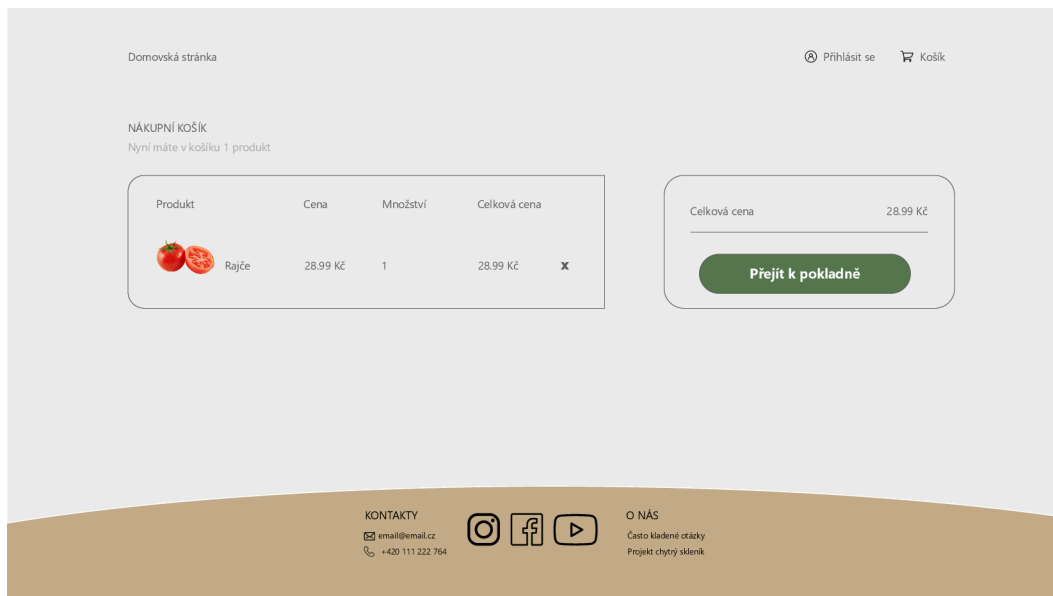 Domovská stránka
Přihlásit se
Košík
NÁKUPNÍ KOŠÍK
Nyní máte v košíku 1 produkt
Produkt Cena Množství Celková cena
Rajče 28.99 Kč 1 28.99 Kč x
Celková cena 28.99 Kč
Přejít k pokladně
KONTAKTY
email@email.cz
+420 111 222 764
O NÁS
Často kladené otázky
Projekt chytrý skleník